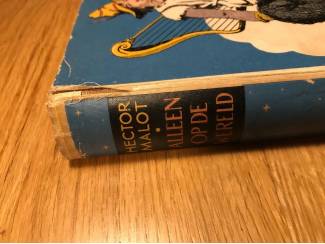 HECTOR
MALOT
•
ALLEEN
OP DE
WERELD